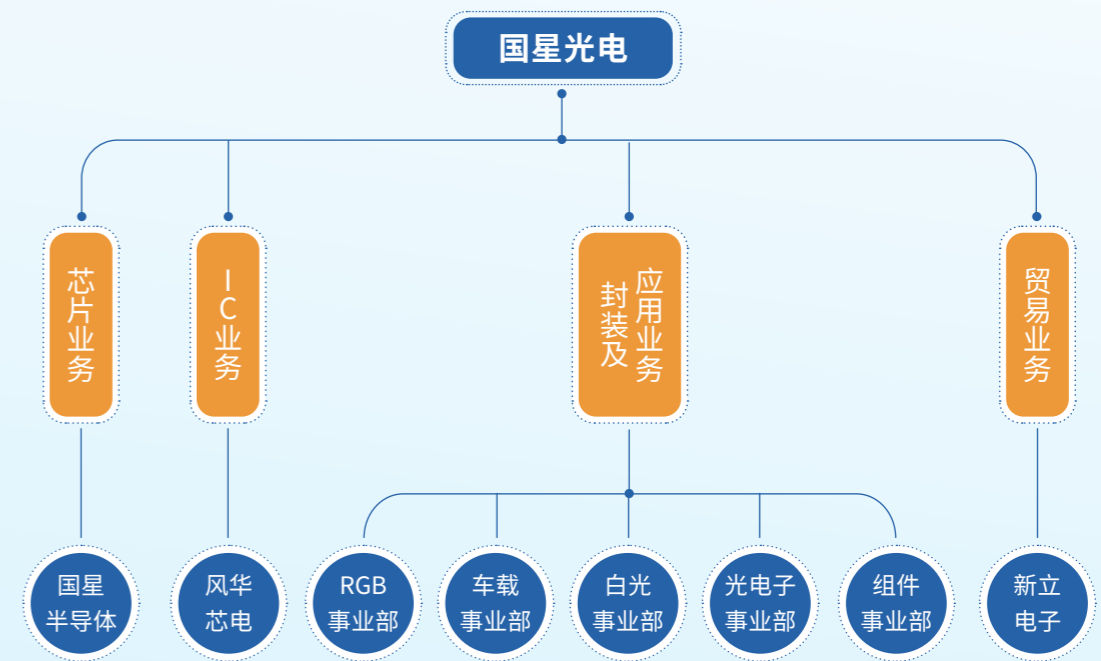 国星光电
芯片业务
IC业务
封装及
应用业务
贸易业务
国星
半导体
风华
芯电
RGB
事业部
车载
事业部
白光
事业部
光电子
事业部
组件
事业部
新立
电子